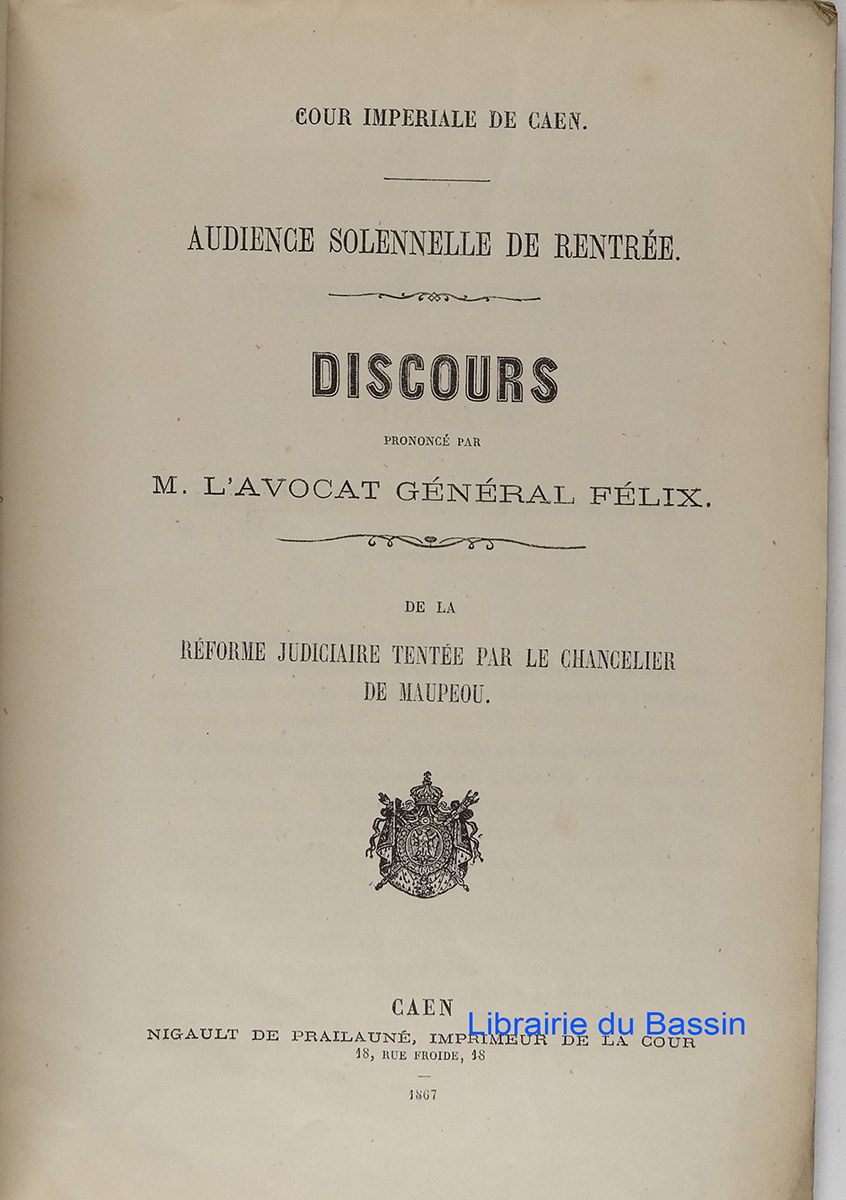 COUR IMPERIALE DE CAEN.
AUDIENCE SOLENNELLE DE RENTRÉE.
DISCOURS
PRONONCÉ PAR
M. L'AVOCAT GÉNÉRAL FÉLIX.
DE LA
RÉFORME JUDICIAIRE TENTÉE PAR LE CHANCELIER
DE MAUPEOU.
CAEN
Librairie du Bassin
NIGAULT DE PRAILAUNÉ, IMPRIMEUR DE LA COUR
18, RUE FROIDE, 18
1867